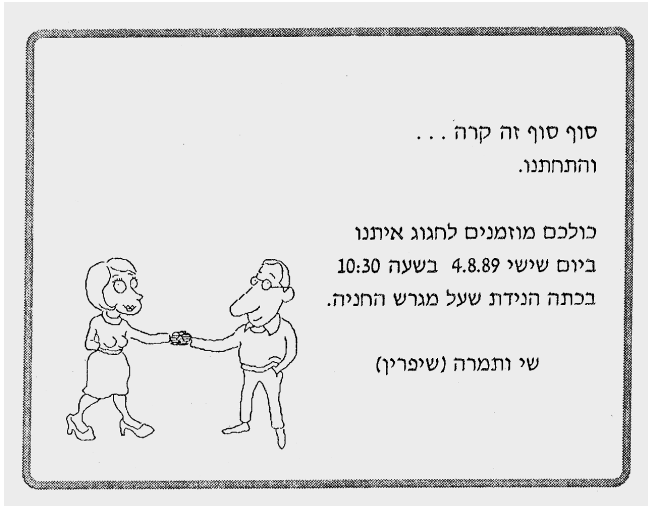 סוף סוף זה קרה . . .
והתחתנו.
כולכם מוזמנים לחגוג איתנו
ביום שישי 4.8.89 בשעה 10:30
בכתה הנידת שעל מגרש החניה.
שי ותמרה (שיפרין)